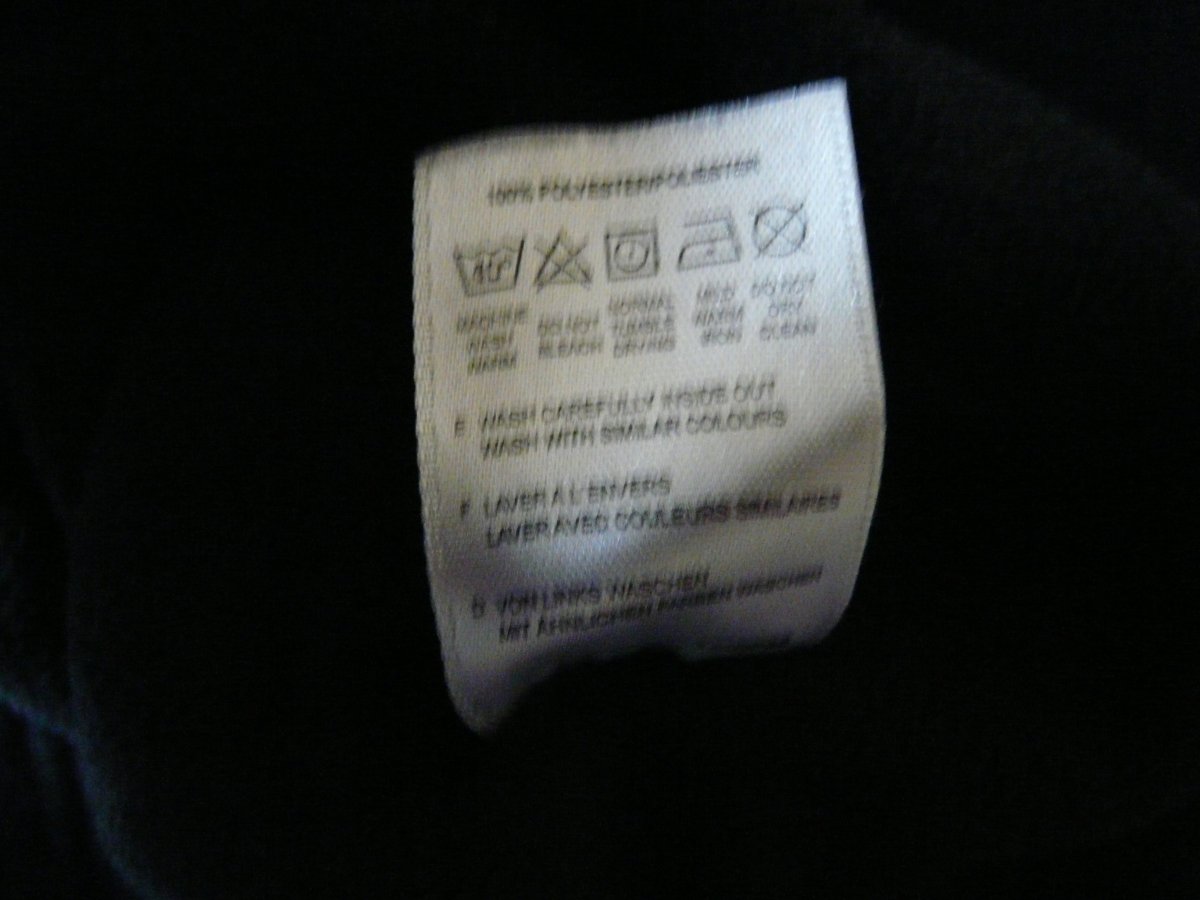 100% POLYESTER/POLIESTER
40°
MACHINE WASH WARM
DO NOT BLEACH
NORMAL TUMBLE DRYING
MILD WARM IRON
DO NOT DRY CLEAN
E WASH CAREFULLY INSIDE OUT
WASH WITH SIMILAR COLOURS
F LAVER A L'ENVERS
LAVER AVEC COULEURS SIMILAIRES
D VON LINKS WASCHEN
MIT ÄHNLICHEN FARBEN WASCHEN